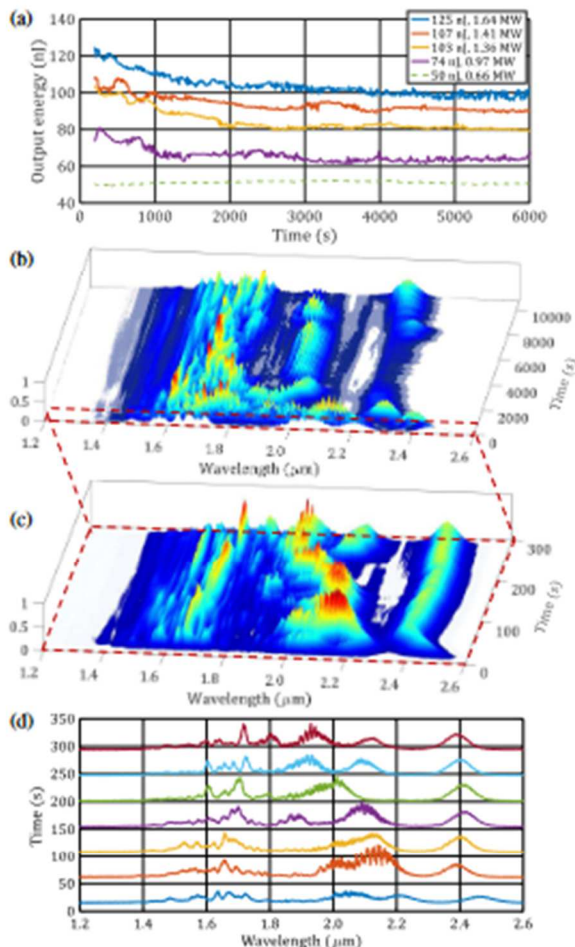 (a)
140
120
100
80
60
40
Output energy (nJ)
125 nJ, 1.64 MW
107 nJ, 1.41 MW
103 nJ, 1.36 MW
74 nJ, 0.97 MW
50 nJ, 0.66 MW
0 1000 2000 3000 4000 5000 6000
Time (s)
(b)
1
0.5
0
1.2 1.4 1.6 1.8 2.0 2.2 2.4 2.6
Wavelength (μm)
10000
8000
6000
4000
2000
0
Time (s)
(c)
1
0.5
0
1.2 1.4 1.6 1.8 2.0 2.2 2.4 2.6
Wavelength (μm)
300
200
100
0
Time (s)
(d)
350
300
250
200
150
100
50
0
Time (s)
1.2 1.4 1.6 1.8 2.0 2.2 2.4 2.6
Wavelength (μm)